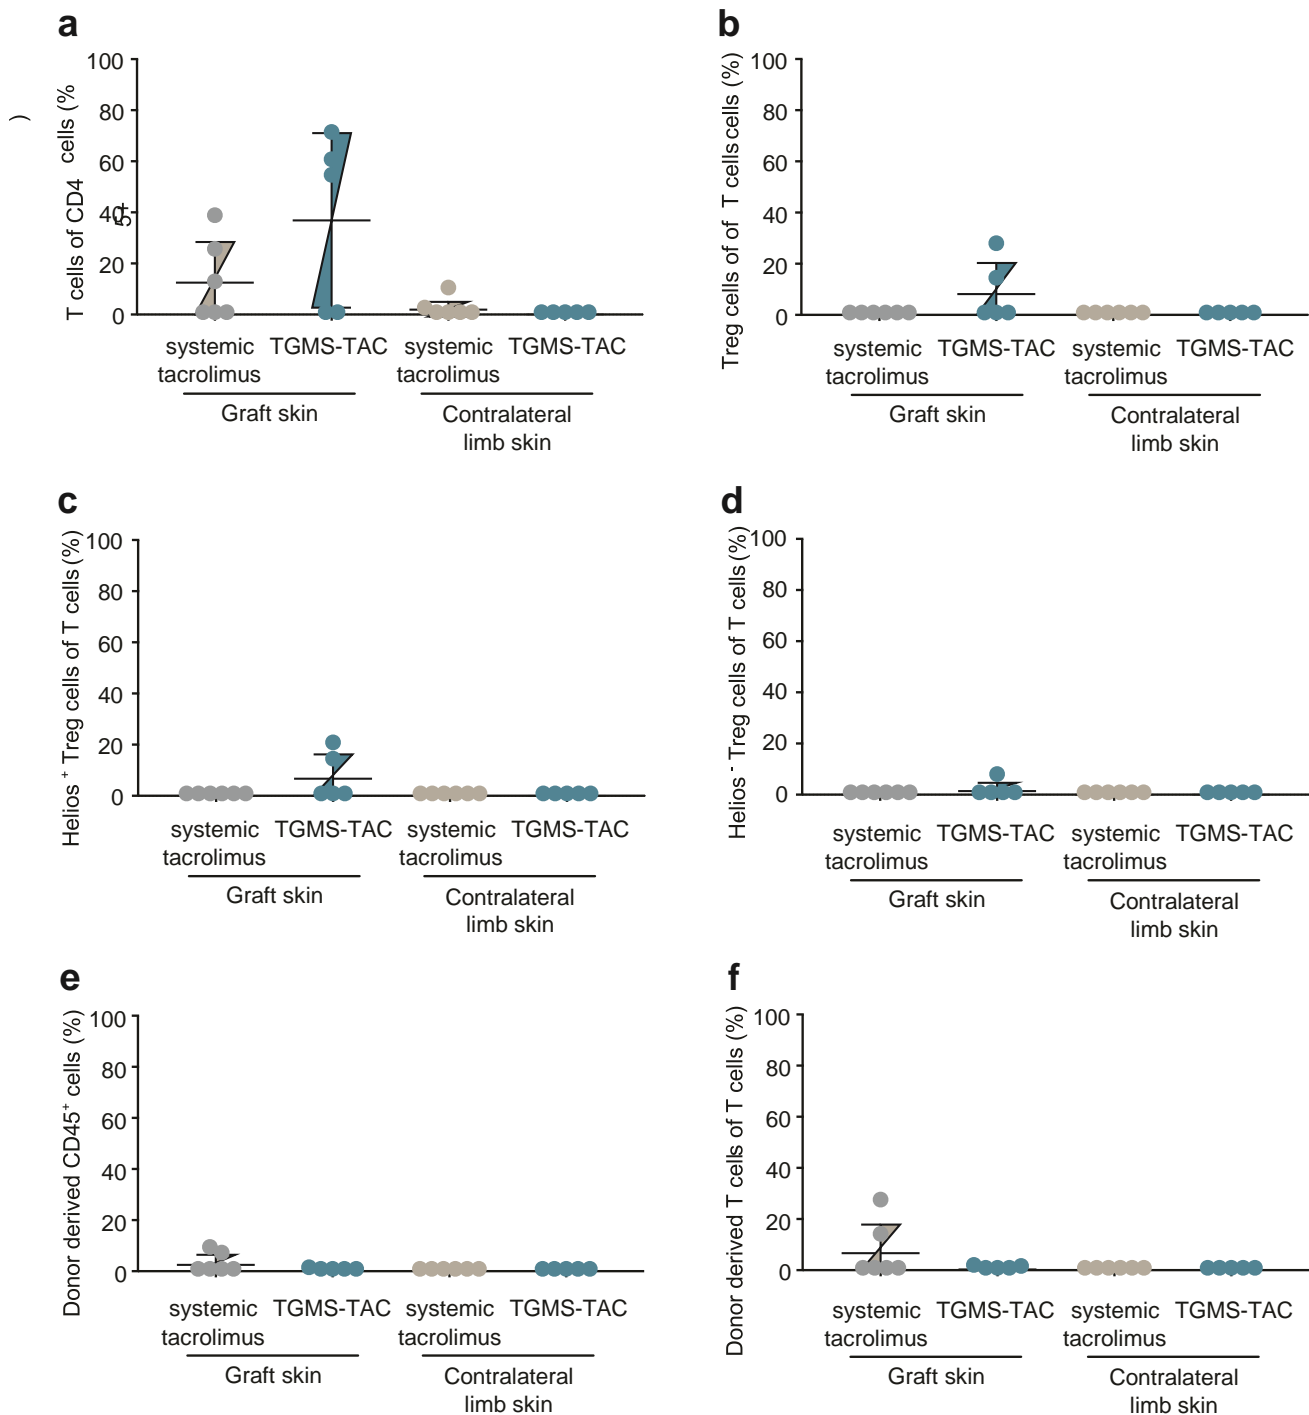 a
T cells of CD4 5+ cells (%
)
100
80
60
40
20
0
systemic
tacrolimus
TGMS-TAC
systemic
tacrolimus
TGMS-TAC
Graft skin
Contralateral
limb skin
b
Treg cells of of T cells cells (%)
100
80
60
40
20
0
systemic
tacrolimus
TGMS-TAC
systemic
tacrolimus
TGMS-TAC
Graft skin
Contralateral
limb skin
c
Helios + Treg cells of T cells (%)
100
80
60
40
20
0
systemic
tacrolimus
TGMS-TAC
systemic
tacrolimus
TGMS-TAC
Graft skin
Contralateral
limb skin
d
Helios - Treg cells of T cells (%)
100
80
60
40
20
0
systemic
tacrolimus
TGMS-TAC
systemic
tacrolimus
TGMS-TAC
Graft skin
Contralateral
limb skin
e
Donor derived CD45+ cells (%)
100
80
60
40
20
0
systemic
tacrolimus
TGMS-TAC
systemic
tacrolimus
TGMS-TAC
Graft skin
Contralateral
limb skin
f
Donor derived T cells of T cells (%)
100
80
60
40
20
0
systemic
tacrolimus
TGMS-TAC
systemic
tacrolimus
TGMS-TAC
Graft skin
Contralateral
limb skin